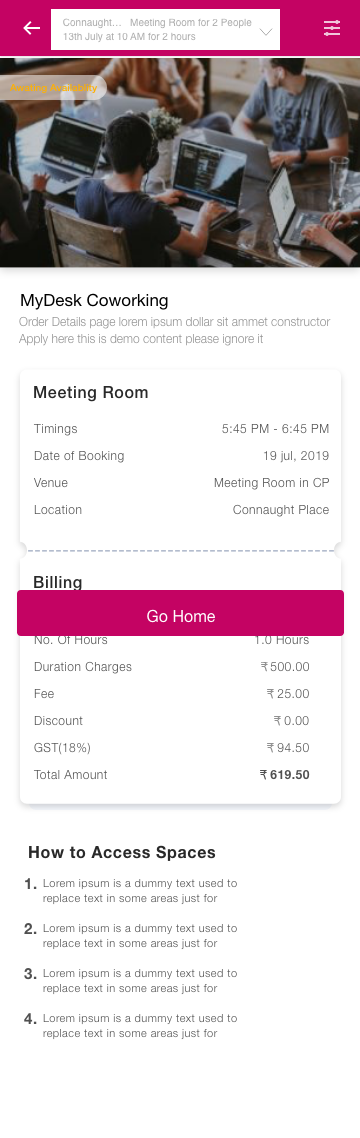 Connaught... Meeting Room for 2 People
13th July at 10 AM for 2 hours
Awaiting Availability
MyDesk Coworking
Order Details page lorem ipsum dollar sit ammet constructor
Apply here this is demo content please ignore it
Meeting Room
Timings 5:45 PM - 6:45 PM
Date of Booking 19 jul, 2019
Venue Meeting Room in CP
Location Connaught Place
Billing
Go Home
No. Of Hours 1.0 Hours
Duration Charges ₹500.00
Fee ₹ 25.00
Discount ₹ 0.00
GST(18%) ₹ 94.50
Total Amount ₹ 619.50
How to Access Spaces
1. Lorem ipsum is a dummy text used to
replace text in some areas just for
2. Lorem ipsum is a dummy text used to
replace text in some areas just for
3. Lorem ipsum is a dummy text used to
replace text in some areas just for
4. Lorem ipsum is a dummy text used to
replace text in some areas just for